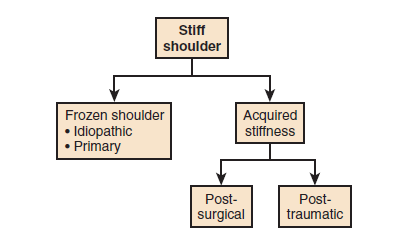 Stiff
shoulder
Frozen shoulder
• Idiopathic
• Primary
Acquired
stiffness
Post-
surgical
Post-
traumatic